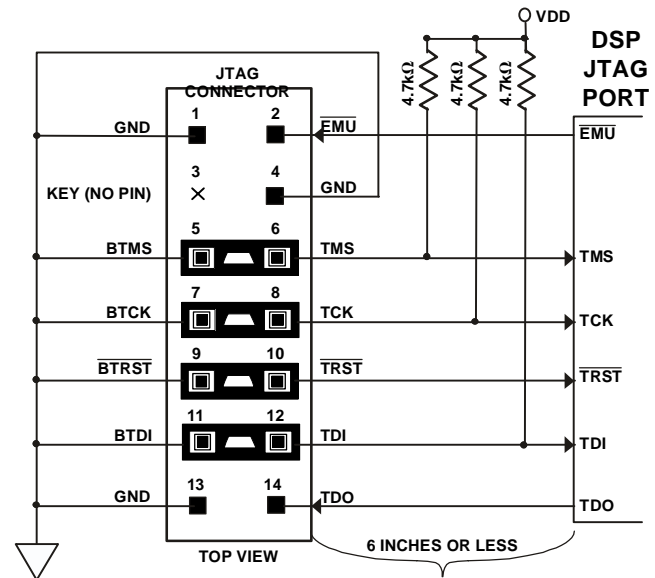 VDD
DSP
JTAG
PORT
4.7kΩ 4.7kΩ 4.7kΩ
JTAG
CONNECTOR
1 2
GND EMU EMU
3 4
KEY (NO PIN) GND
5 6
BTMS TMS TMS
7 8
BTCK TCK TCK
9 10
BTRST TRST TRST
11 12
BTDI TDI TDI
13 14
GND TDO TDO
TOP VIEW
6 INCHES OR LESS